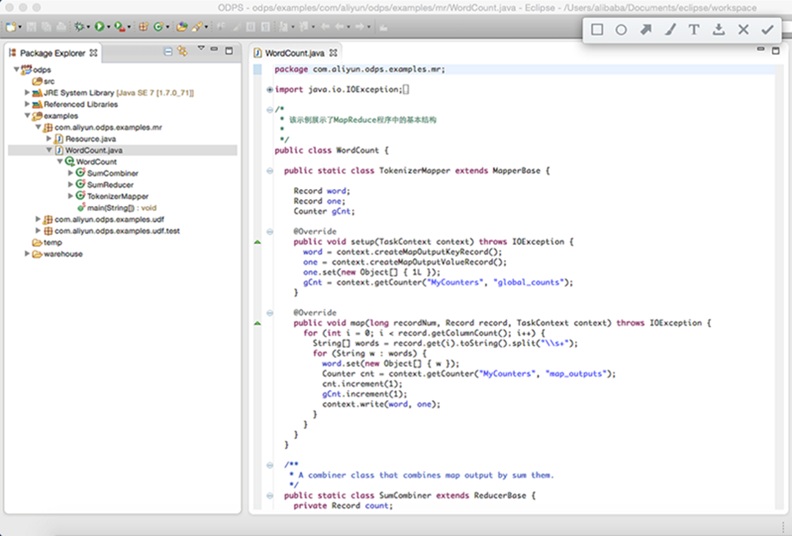 ODPS - odps/examples/com/aliyun/odps/examples/mr/WordCount.java - Eclipse - /Users/alibaba/Documents/eclipse/workspace
Package Explorer
odps
src
JRE System Library [Java SE 7 [1.7.0_71]]
Referenced Libraries
examples
com.aliyun.odps.examples.mr
Resource.java
WordCount.java
WordCount
SumCombiner
SumReducer
TokenizerMapper
main(String[]) : void
com.aliyun.odps.examples.udf
com.aliyun.odps.examples.udf.test
temp
warehouse
WordCount.java
package com.aliyun.odps.examples.mr;
import java.io.IOException;
/*
* 该示例展示了MapReduce程序中的基本结构
*
*/
public class WordCount {
public static class TokenizerMapper extends MapperBase {
Record word;
Record one;
Counter gCnt;
@Override
public void setup(TaskContext context) throws IOException {
word = context.createMapOutputKeyRecord();
one = context.createMapOutputValueRecord();
one.set(new Object[] { 1L });
gCnt = context.getCounter("MyCounters", "global_counts");
}
@Override
public void map(long recordNum, Record record, TaskContext context) throws IOException {
for (int i = 0; i < record.getColumnCount(); i++) {
String[] words = record.get(i).toString().split("\\s+");
for (String w : words) {
word.set(new Object[] { w });
Counter cnt = context.getCounter("MyCounters", "map_outputs");
cnt.increment(1);
gCnt.increment(1);
context.write(word, one);
}
}
}
}
/**
* A combiner class that combines map output by sum them.
*/
public static class SumCombiner extends ReducerBase {
private Record count;